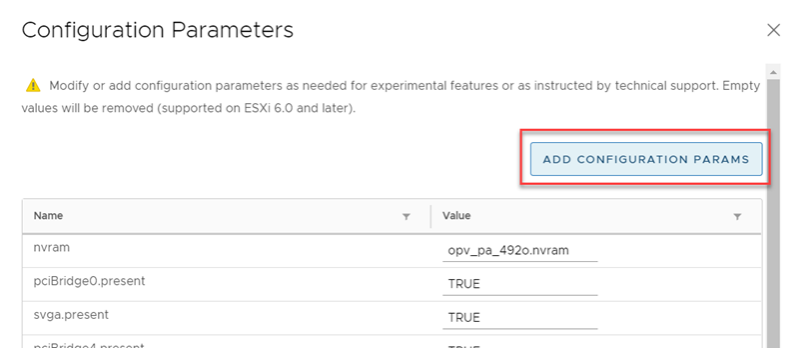 Configuration Parameters
Modify or add configuration parameters as needed for experimental features or as instructed by technical support. Empty
values will be removed (supported on ESXi 6.0 and later).
ADD CONFIGURATION PARAMS
Name Value
nvram opv_pa_492o.nvram
pciBridge0.present TRUE
svga.present TRUE
pciBridge4.present